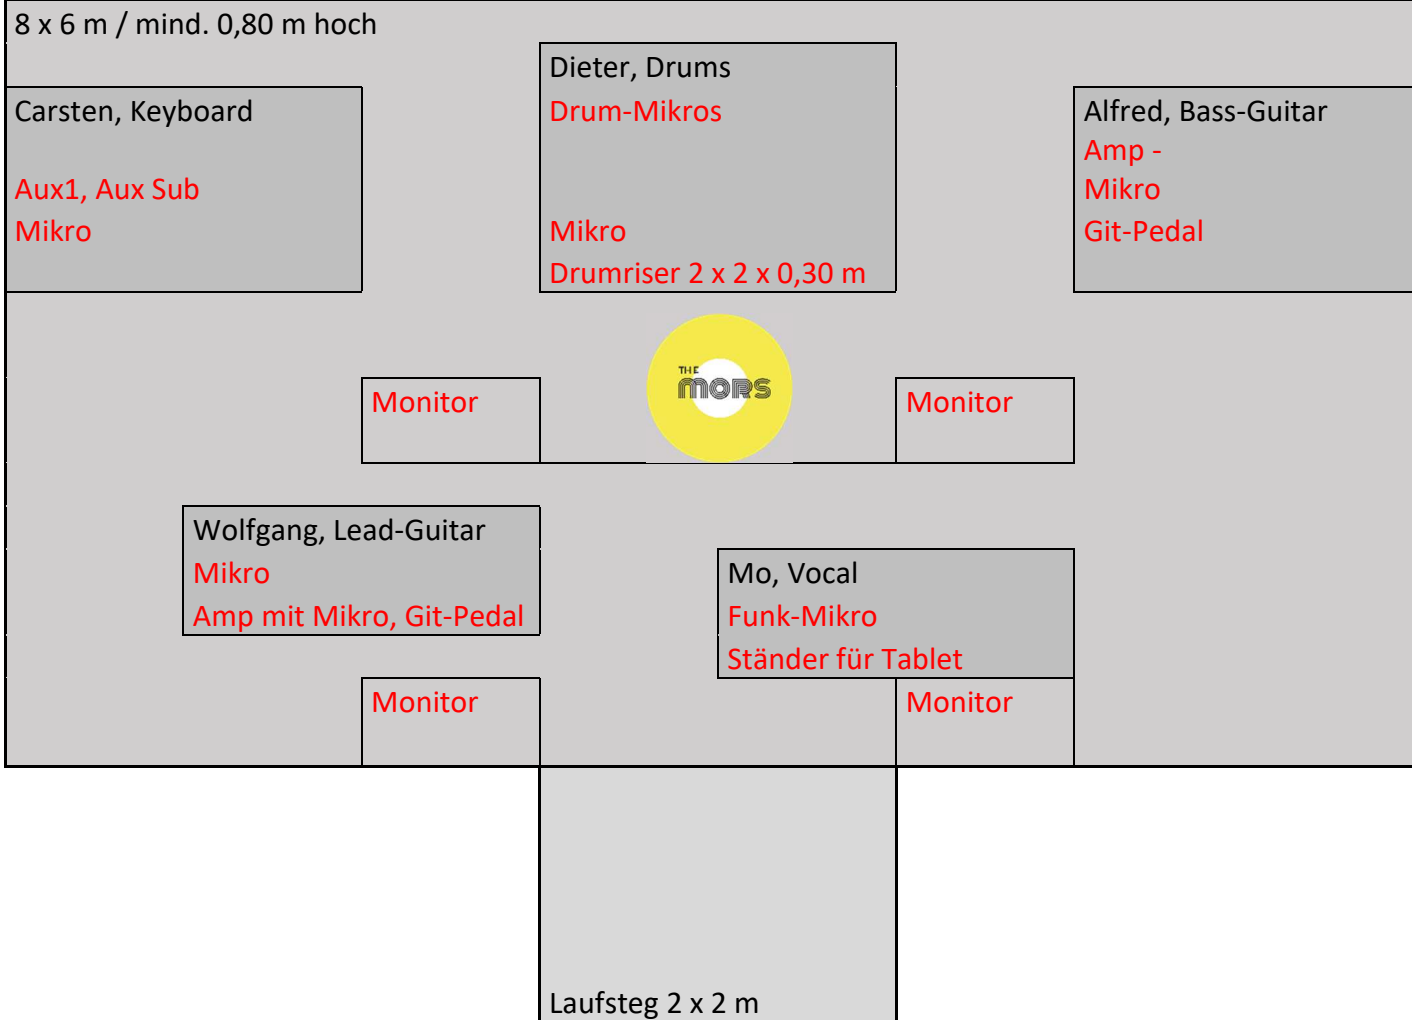 8 x 6 m / mind. 0,80 m hoch
Dieter, Drums
Drum-Mikros
Mikro
Drumriser 2 x 2 x 0,30 m
Carsten, Keyboard
Aux1, Aux Sub
Mikro
Alfred, Bass-Guitar
Amp -
Mikro
Git-Pedal
THE
MORS
Monitor
Monitor
Wolfgang, Lead-Guitar
Mikro
Amp mit Mikro, Git-Pedal
Mo, Vocal
Funk-Mikro
Ständer für Tablet
Monitor
Monitor
Laufsteg 2 x 2 m